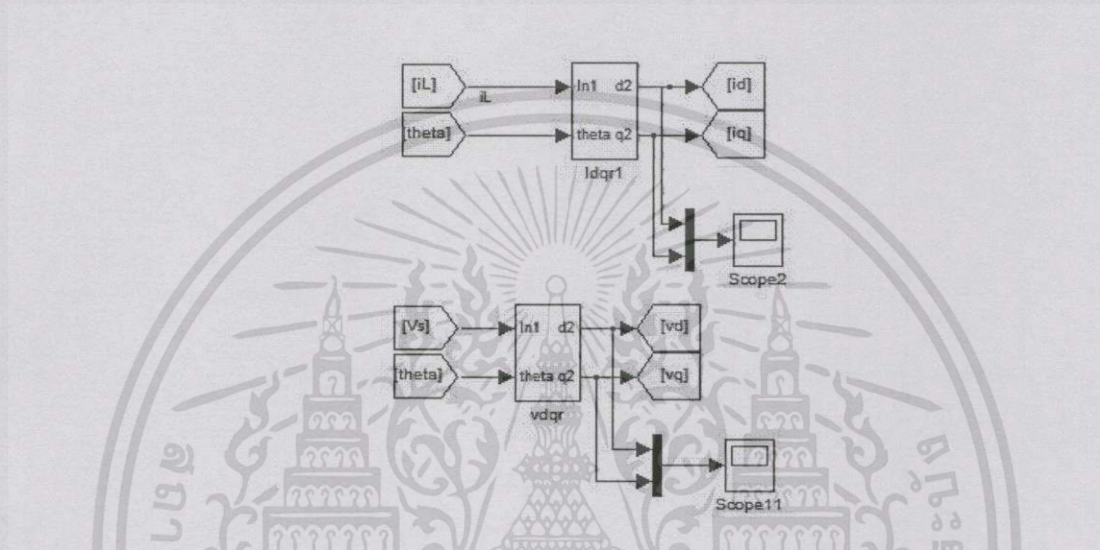 [iL]
iL
In1 d2
[id]
[theta]
theta q2
[iq]
Idqr1
Scope2
[Vs]
In1 d2
[vd]
[theta]
theta q2
[vq]
vdqr
Scope11